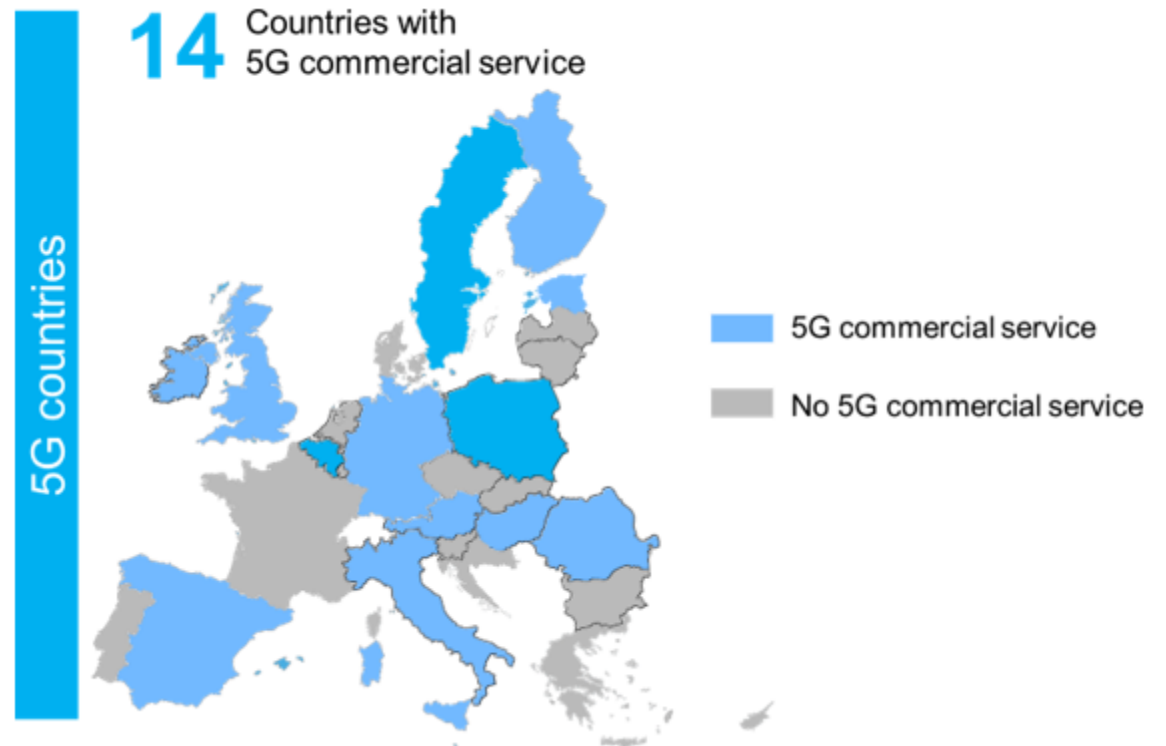 14
Countries with
5G commercial service
5G countries
5G commercial service
No 5G commercial service